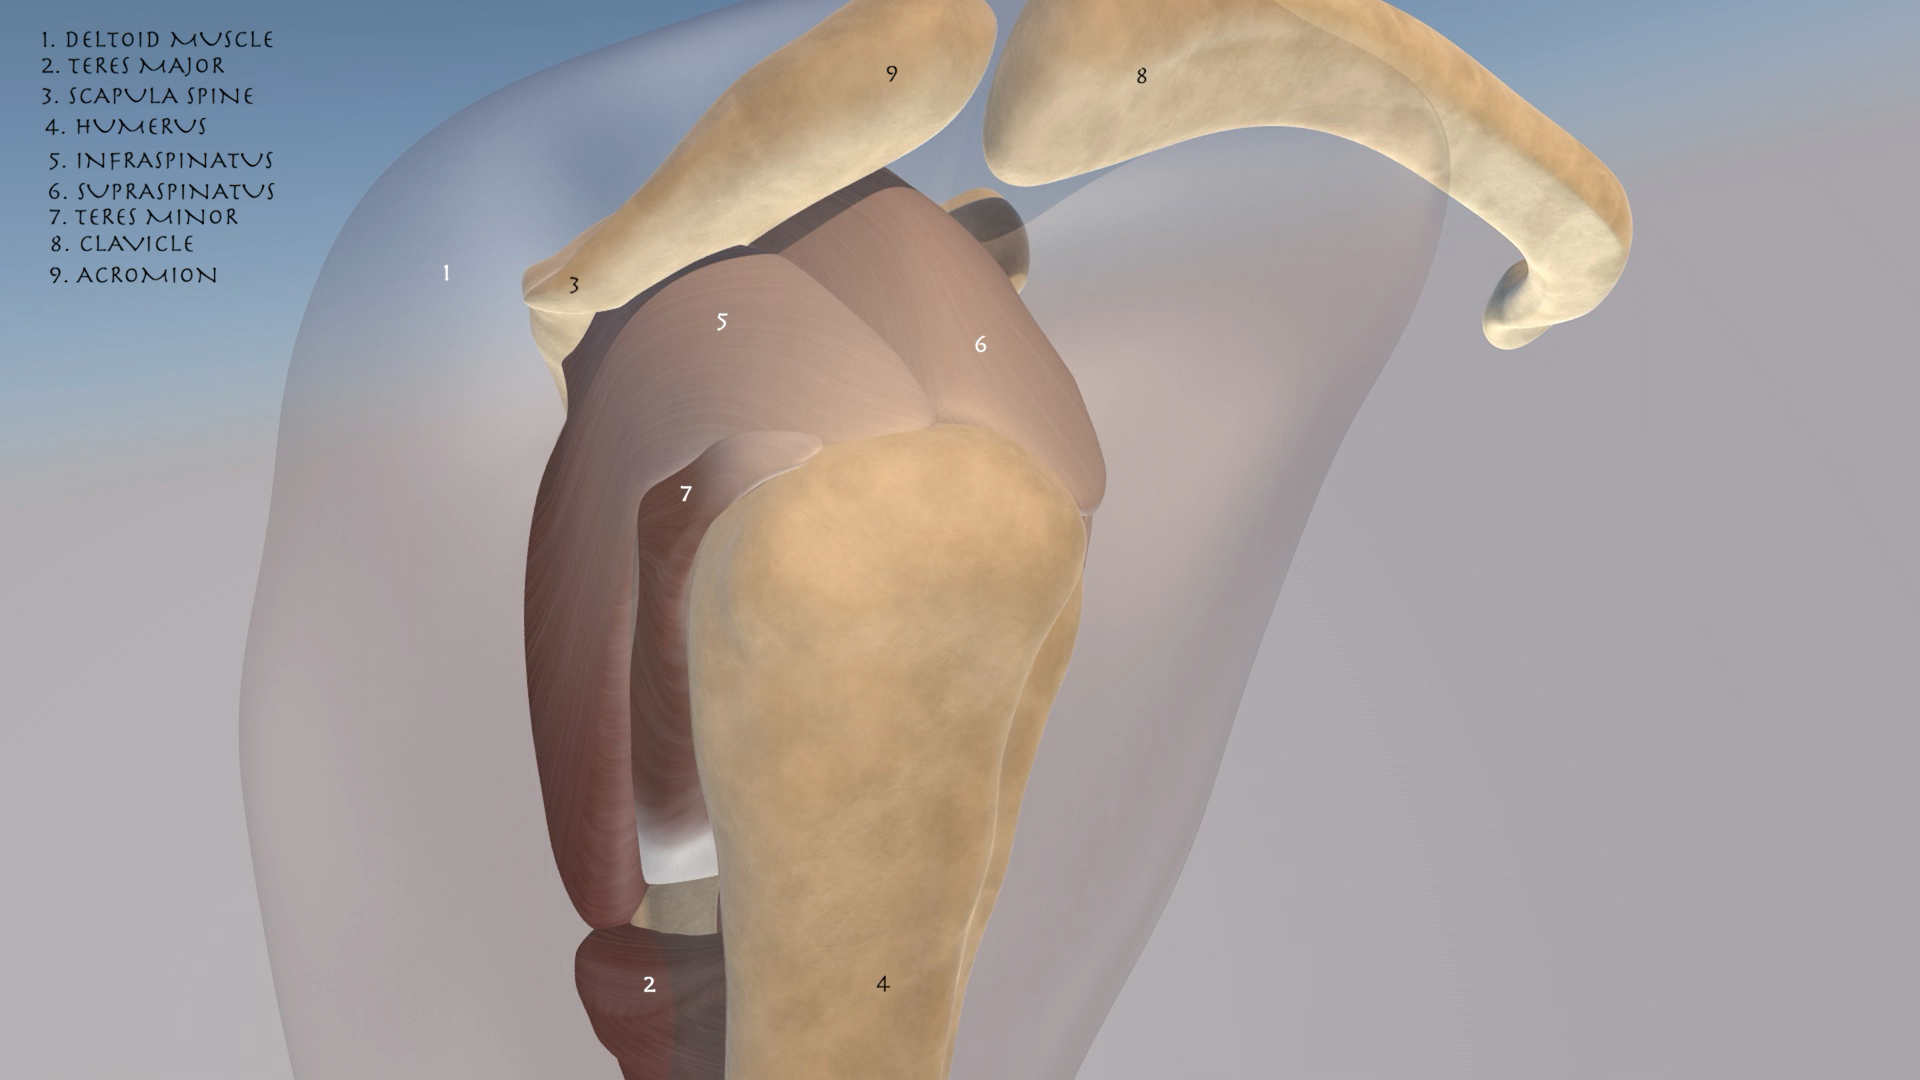 1. DELTOID MUSCLE
2. TERES MAJOR
3. SCAPULA SPINE
4. HUMERUS
5. INFRASPINATUS
6. SUPRASPINATUS
7. TERES MINOR
8. CLAVICLE
9. ACROMION
9
8
1
3
5
6
7
2
4